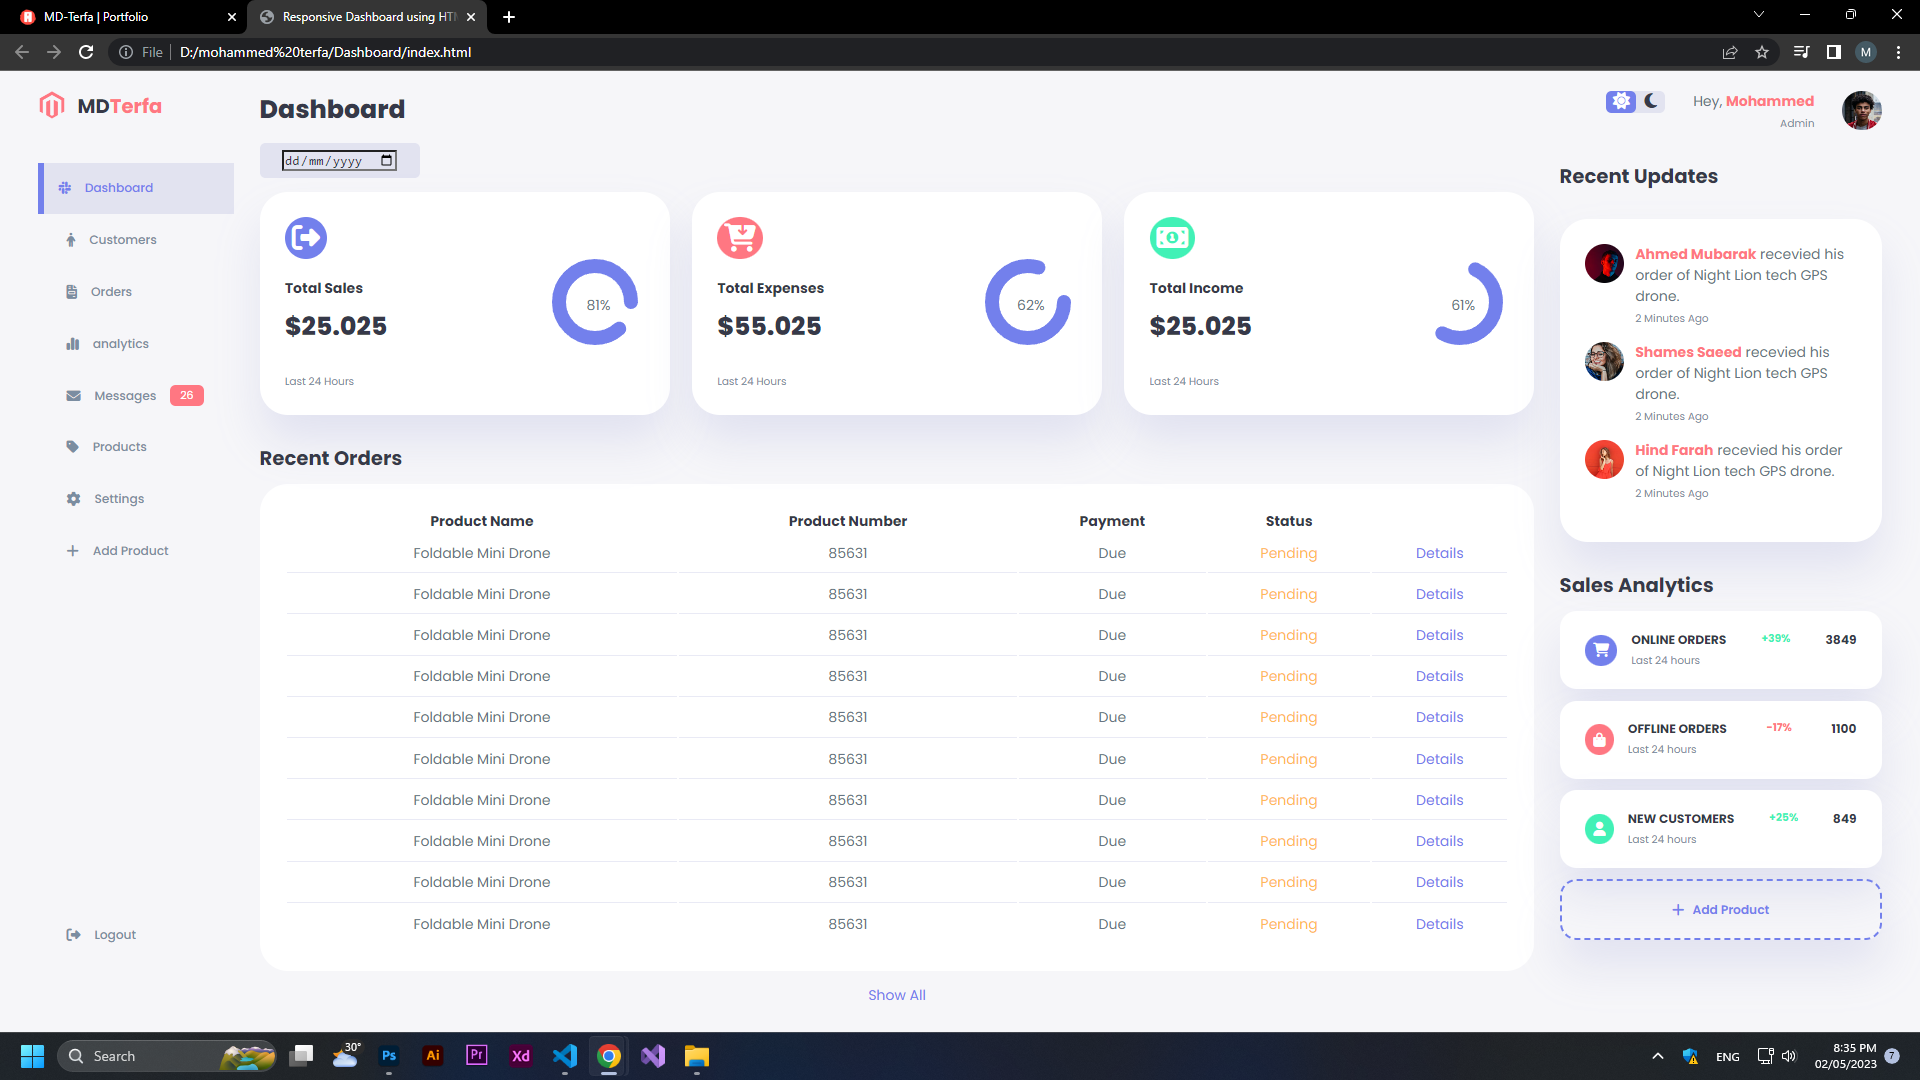 MD-Terfa | Portfolio
Responsive Dashboard using HTM
File
D:/mohammed%20terfa/Dashboard/index.html
M
MDTerfa
Dashboard
Customers
Orders
analytics
Messages 26
Products
Settings
Add Product
Logout
Dashboard
dd/mm/yyyy
Total Sales
$25.025
81%
Last 24 Hours
Total Expenses
$55.025
62%
Last 24 Hours
Total Income
$25.025
61%
Last 24 Hours
Recent Orders
Product Name Product Number Payment Status
Foldable Mini Drone 85631 Due Pending Details
Foldable Mini Drone 85631 Due Pending Details
Foldable Mini Drone 85631 Due Pending Details
Foldable Mini Drone 85631 Due Pending Details
Foldable Mini Drone 85631 Due Pending Details
Foldable Mini Drone 85631 Due Pending Details
Foldable Mini Drone 85631 Due Pending Details
Foldable Mini Drone 85631 Due Pending Details
Foldable Mini Drone 85631 Due Pending Details
Foldable Mini Drone 85631 Due Pending Details
Show All
Hey, Mohammed
Admin
Recent Updates
Ahmed Mubarak recevied his
order of Night Lion tech GPS
drone.
2 Minutes Ago
Shames Saeed recevied his
order of Night Lion tech GPS
drone.
2 Minutes Ago
Hind Farah recevied his order
of Night Lion tech GPS drone.
2 Minutes Ago
Sales Analytics
ONLINE ORDERS +39% 3849
Last 24 hours
OFFLINE ORDERS -17% 1100
Last 24 hours
NEW CUSTOMERS +25% 849
Last 24 hours
Add Product
Search
30°
Ps
Ai
Pr
Xd
ENG
8:35 PM
02/05/2023
7